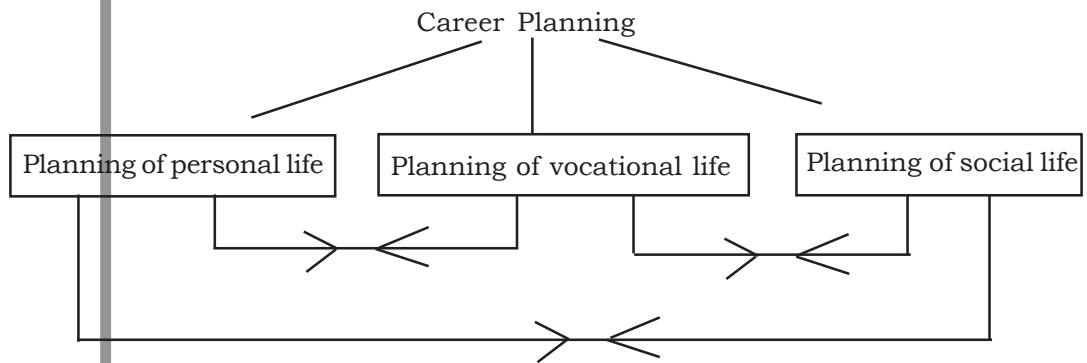 Career Planning
Planning of personal life
Planning of vocational life
Planning of social life